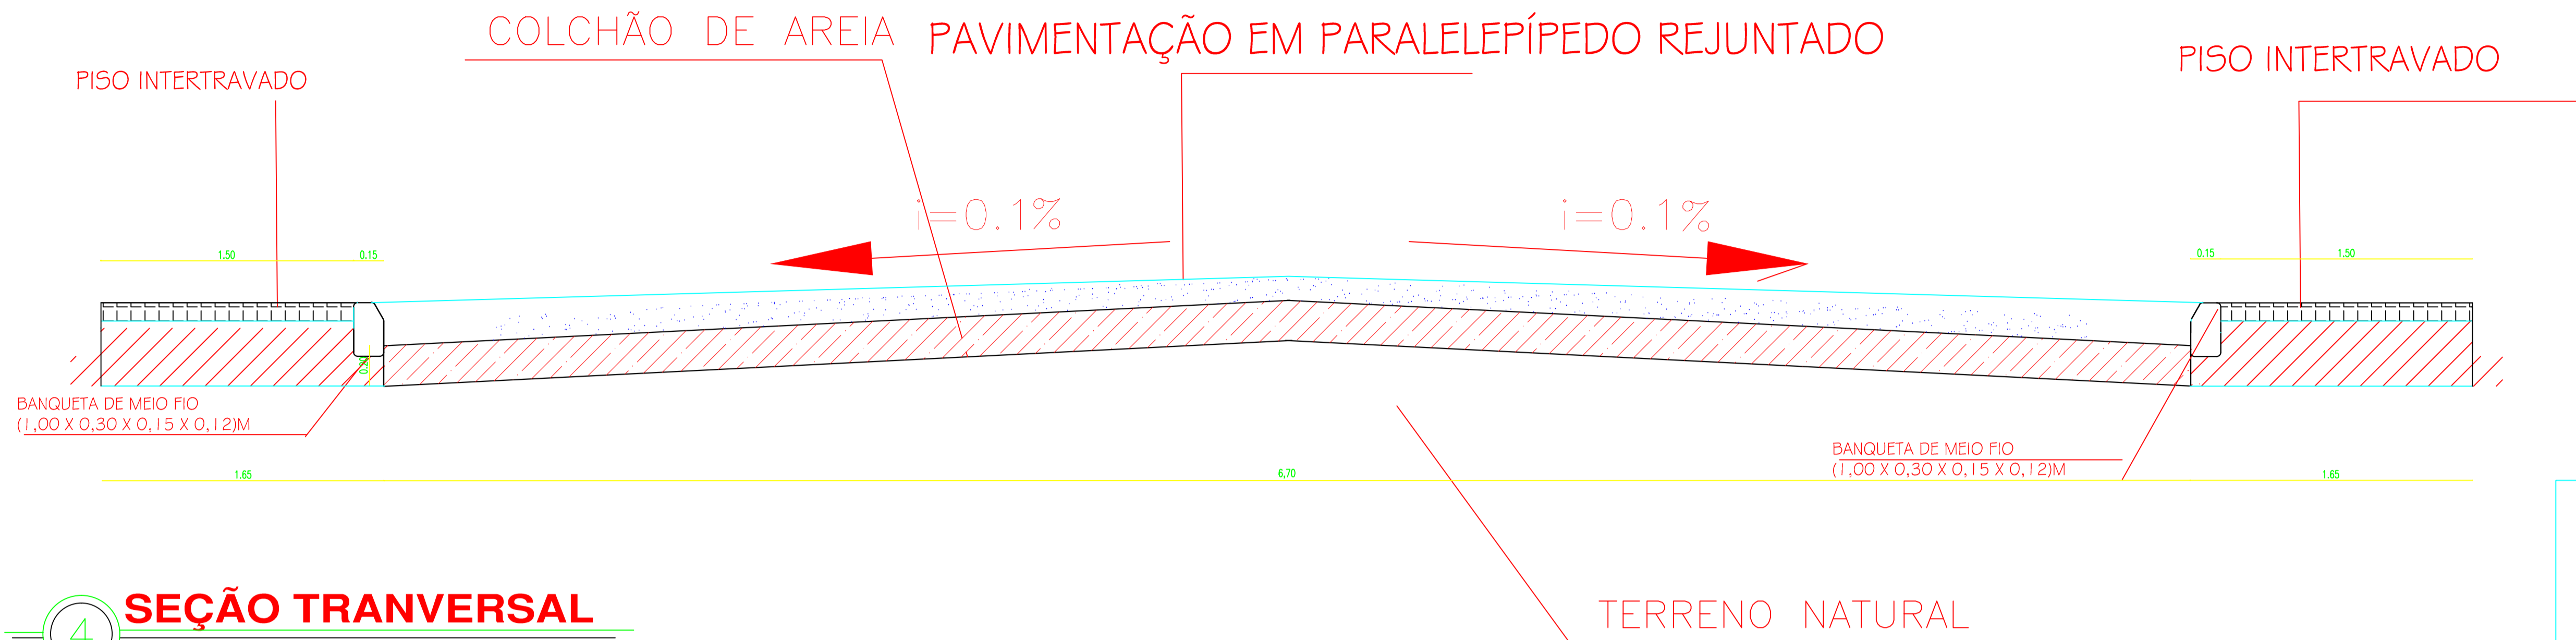 COLCHÃO DE AREIA
PAVIMENTAÇÃO EM PARALELEPÍPEDO REJUNTADO
PISO INTERTRAVADO
PISO INTERTRAVADO
i=0.1%
i=0.1%
1.50
0.15
0.15
1.50
0.20
BANQUETA DE MEIO FIO
(1,00 X 0,30 X 0,15 X 0,12)M
BANQUETA DE MEIO FIO
(1,00 X 0,30 X 0,15 X 0,12)M
1.65
6,70
1.65
4
SEÇÃO TRANVERSAL
TERRENO NATURAL